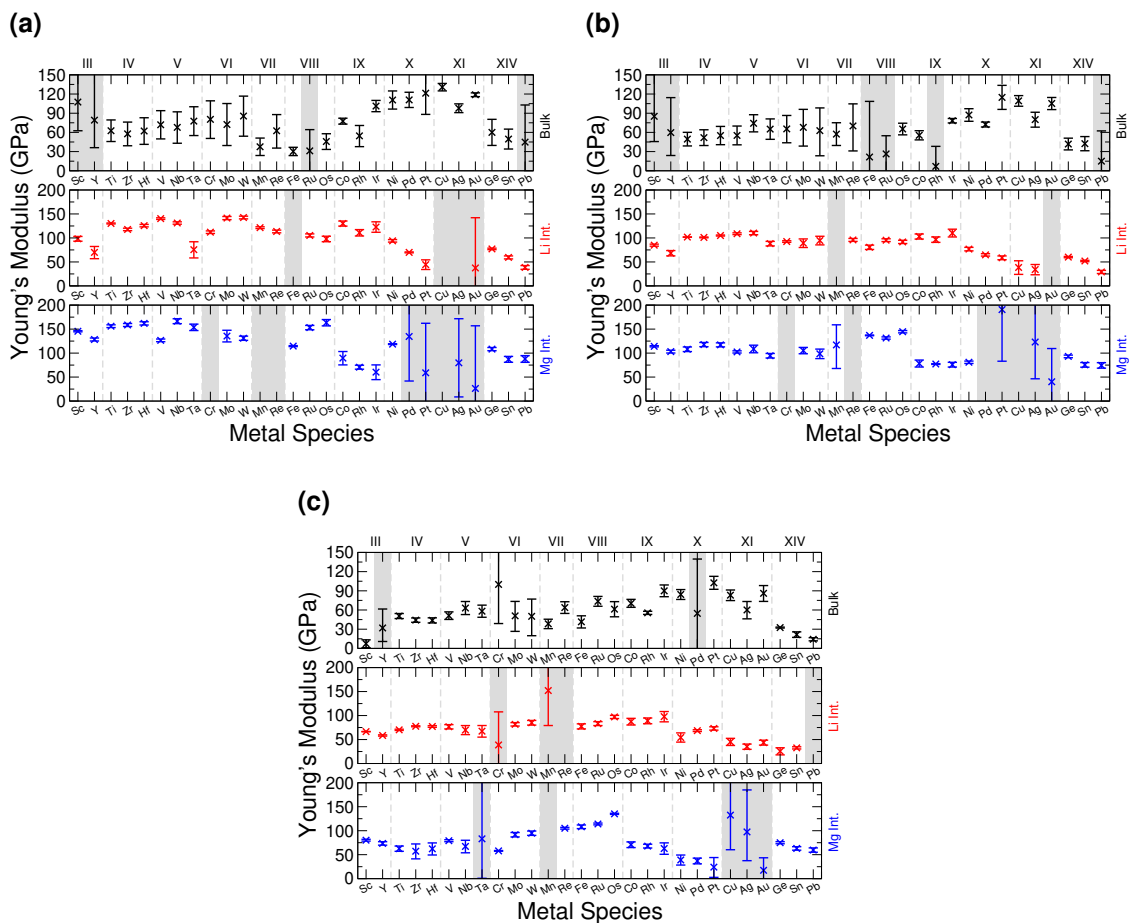 (a)
III IV V VI VII VIII IX X XI XIV
150
120
90
60
30
0
Bulk
Sc Y Ti Zr Hf V Nb Ta Cr Mo W Mn Re Fe Ru Os Co Rh Ir Ni Pd Pt Cu Ag Au Ge Sn Pb
200
150
100
50
0
Li Int.
Sc Y Ti Zr Hf V Nb Ta Cr Mo W Mn Re Fe Ru Os Co Rh Ir Ni Pd Pt Cu Ag Au Ge Sn Pb
200
150
100
50
0
Mg Int.
Sc Y Ti Zr Hf V Nb Ta Cr Mo W Mn Re Fe Ru Os Co Rh Ir Ni Pd Pt Cu Ag Au Ge Sn Pb
Young's Modulus (GPa)
Metal Species
(b)
III IV V VI VII VIII IX X XI XIV
150
120
90
60
30
0
Bulk
Sc Y Ti Zr Hf V Nb Ta Cr Mo W Mn Re Fe Ru Os Co Rh Ir Ni Pd Pt Cu Ag Au Ge Sn Pb
200
150
100
50
0
Li Int.
Sc Y Ti Zr Hf V Nb Ta Cr Mo W Mn Re Fe Ru Os Co Rh Ir Ni Pd Pt Cu Ag Au Ge Sn Pb
200
150
100
50
0
Mg Int.
Sc Y Ti Zr Hf V Nb Ta Cr Mo W Mn Re Fe Ru Os Co Rh Ir Ni Pd Pt Cu Ag Au Ge Sn Pb
Young's Modulus (GPa)
Metal Species
(c)
III IV V VI VII VIII IX X XI XIV
150
120
90
60
30
0
Bulk
Sc Y Ti Zr Hf V Nb Ta Cr Mo W Mn Re Fe Ru Os Co Rh Ir Ni Pd Pt Cu Ag Au Ge Sn Pb
200
150
100
50
0
Li Int.
Sc Y Ti Zr Hf V Nb Ta Cr Mo W Mn Re Fe Ru Os Co Rh Ir Ni Pd Pt Cu Ag Au Ge Sn Pb
200
150
100
50
0
Mg Int.
Sc Y Ti Zr Hf V Nb Ta Cr Mo W Mn Re Fe Ru Os Co Rh Ir Ni Pd Pt Cu Ag Au Ge Sn Pb
Young's Modulus (GPa)
Metal Species